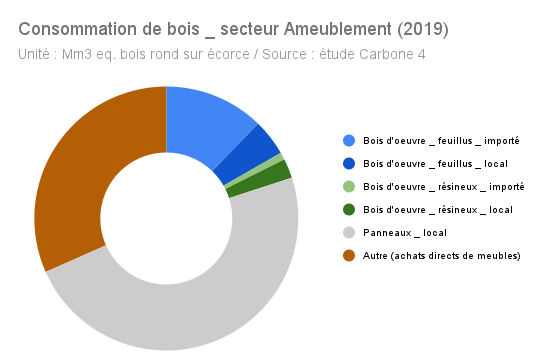 Consommation de bois _ secteur Ameublement (2019)
Unité : Mm3 eq. bois rond sur écorce / Source : étude Carbone 4
Bois d'oeuvre _ feuillus _ importé
Bois d'oeuvre _ feuillus _ local
Bois d'oeuvre _ résineux _ importé
Bois d'oeuvre _ résineux _ local
Panneaux _ local
Autre (achats directs de meubles)